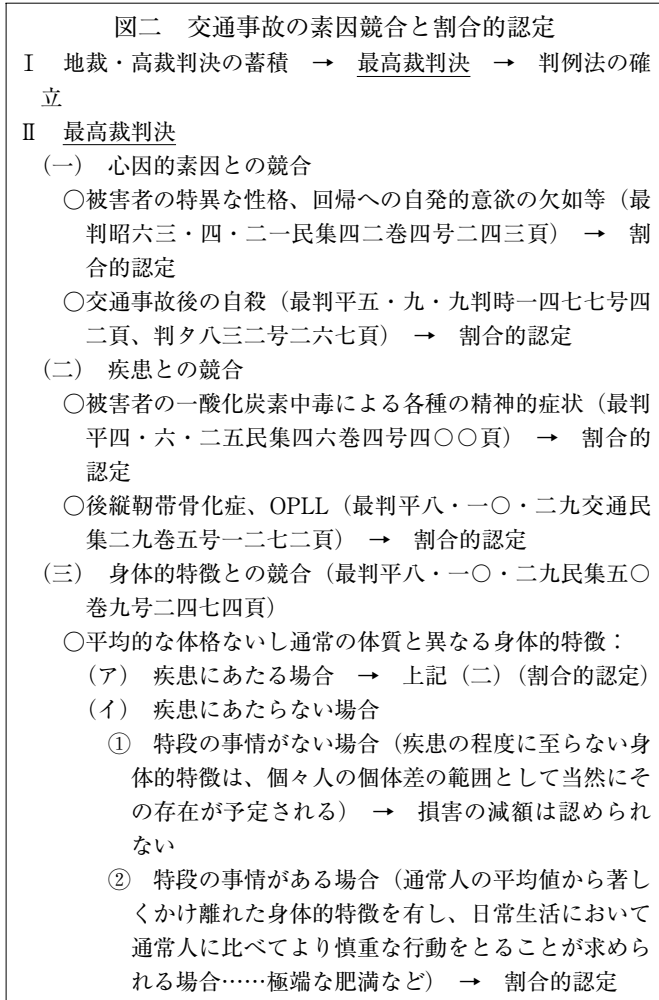 図二　交通事故の素因競合と割合的認定
Ⅰ　地裁・高裁判決の蓄積　→　最高裁判決　→　判例法の確
立
Ⅱ　最高裁判決
（一）　心因的素因との競合
○被害者の特異な性格、回帰への自発的意欲の欠如等（最
判昭六三・四・二一民集四二巻四号二四三頁）　→　割
合的認定
○交通事故後の自殺（最判平五・九・九判時一四七七号四
二頁、判タ八三二号二六七頁）　→　割合的認定
（二）　疾患との競合
○被害者の一酸化炭素中毒による各種の精神的症状（最判
平四・六・二五民集四六巻四号四〇〇頁）　→　割合的
認定
○後縦靭帯骨化症、OPLL（最判平八・一〇・二九交通民
集二九巻五号一二七二頁）　→　割合的認定
（三）　身体的特徴との競合（最判平八・一〇・二九民集五〇
巻九号二四七四頁）
○平均的な体格ないし通常の体質と異なる身体的特徴：
（ア）　疾患にあたる場合　→　上記（二）（割合的認定）
（イ）　疾患にあたらない場合
①　特段の事情がない場合（疾患の程度に至らない身
体的特徴は、個々人の個体差の範囲として当然にそ
の存在が予定される）　→　損害の減額は認められ
ない
②　特段の事情がある場合（通常人の平均値から著し
くかけ離れた身体的特徴を有し、日常生活において
通常人に比べてより慎重な行動をとることが求めら
れる場合……極端な肥満など）　→　割合的認定